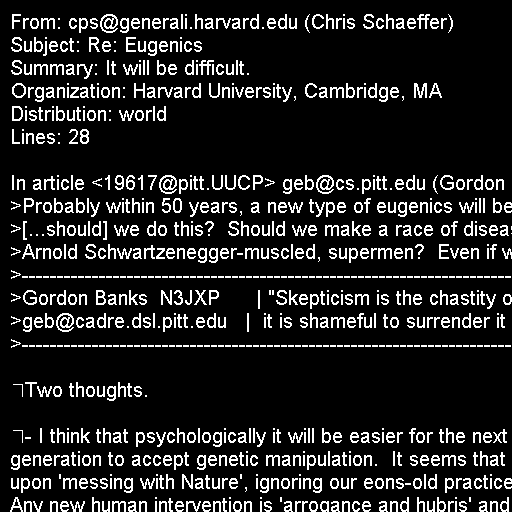 From: cps@generali.harvard.edu (Chris Schaeffer)
Subject: Re: Eugenics
Summary: It will be difficult.
Organization: Harvard University, Cambridge, MA
Distribution: world
Lines: 28

In article <19617@pitt.UUCP> geb@cs.pitt.edu (Gordon
>Probably within 50 years, a new type of eugenics will be
>[...should] we do this?  Should we make a race of diseas
>Arnold Schwartzenegger-muscled, supermen?  Even if w
>----------------------------------------------------------------------
>Gordon Banks  N3JXP      | "Skepticism is the chastity o
>geb@cadre.dsl.pitt.edu   |  it is shameful to surrender it
>----------------------------------------------------------------------

Two thoughts.

- I think that psychologically it will be easier for the next
generation to accept genetic manipulation.  It seems that
upon 'messing with Nature', ignoring our eons-old practice
Any new human intervention is 'arrogance and hubris' and